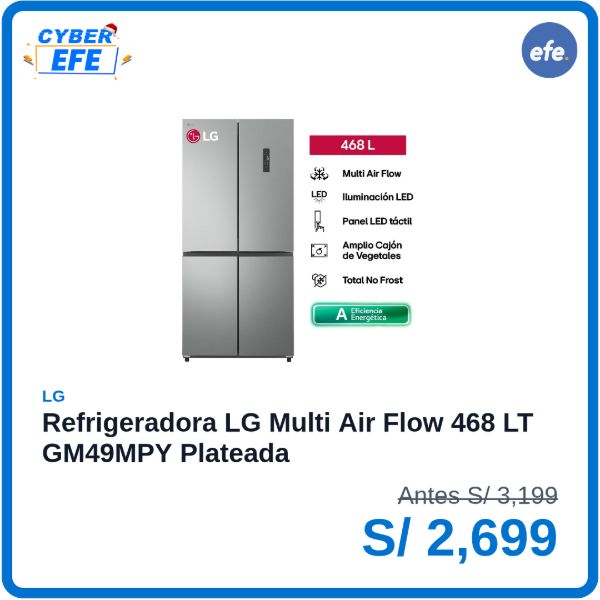 CYBER
EFE
efe.
LG
468 L
Multi Air Flow
LED
Iluminación LED
Panel LED táctil
Amplio Cajón
de Vegetales
Total No Frost
A Eficiencia
Energética
LG
Refrigeradora LG Multi Air Flow 468 LT
GM49MPY Plateada
Antes S/ 3,199
S/ 2,699